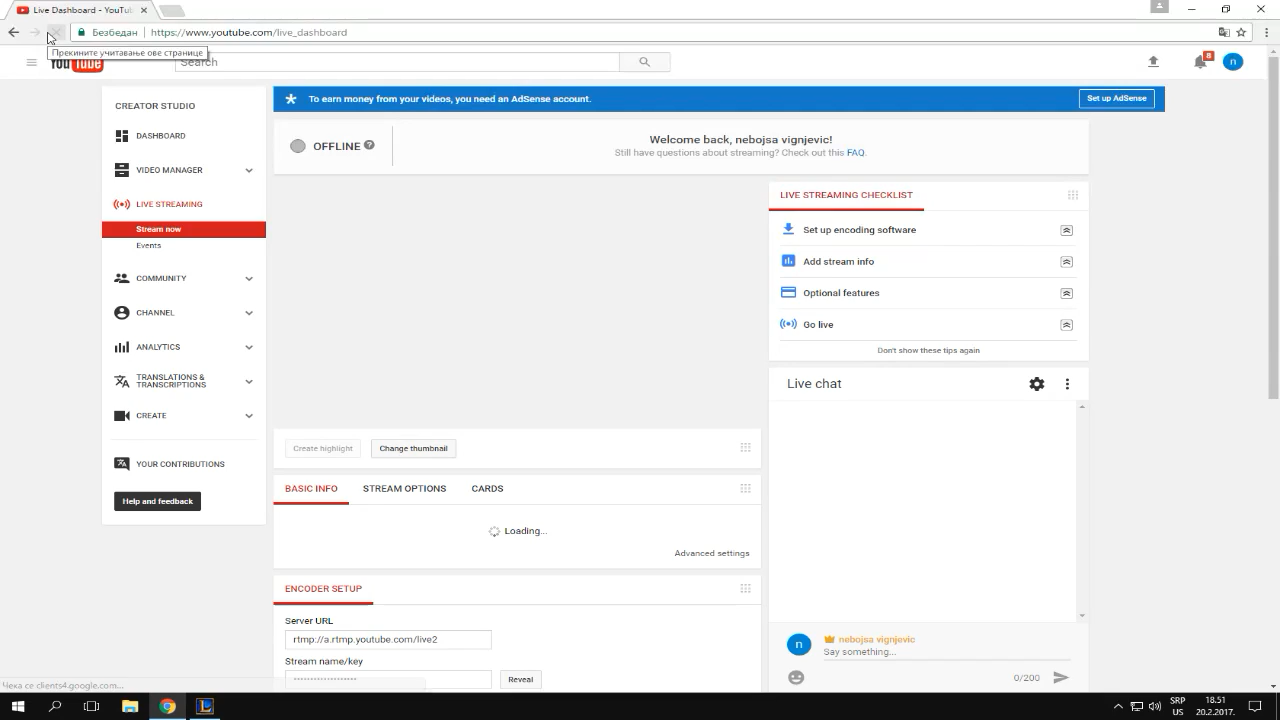 Live Dashboard - YouTu
Безбедан
https://www.youtube.com/live_dashboard
Прекините учитавање ове странице
YouTube
Search
8
n
CREATOR STUDIO
DASHBOARD
VIDEO MANAGER
LIVE STREAMING
Stream now
Events
COMMUNITY
CHANNEL
ANALYTICS
TRANSLATIONS &
TRANSCRIPTIONS
CREATE
YOUR CONTRIBUTIONS
Help and feedback
To earn money from your videos, you need an AdSense account.
Set up AdSense
OFFLINE ?
Welcome back, nebojsa vignjevic!
Still have questions about streaming? Check out this FAQ.
Create highlight
Change thumbnail
BASIC INFO
STREAM OPTIONS
CARDS
Loading...
Advanced settings
ENCODER SETUP
Server URL
rtmp://a.rtmp.youtube.com/live2
Stream name/key
*******************
Reveal
LIVE STREAMING CHECKLIST
Set up encoding software
Add stream info
Optional features
Go live
Don't show these tips again
Live chat
n
nebojsa vignjevic
Say something...
0/200
Чека се clients4.google.com...
L
SRP
US
18.51
20.2.2017.